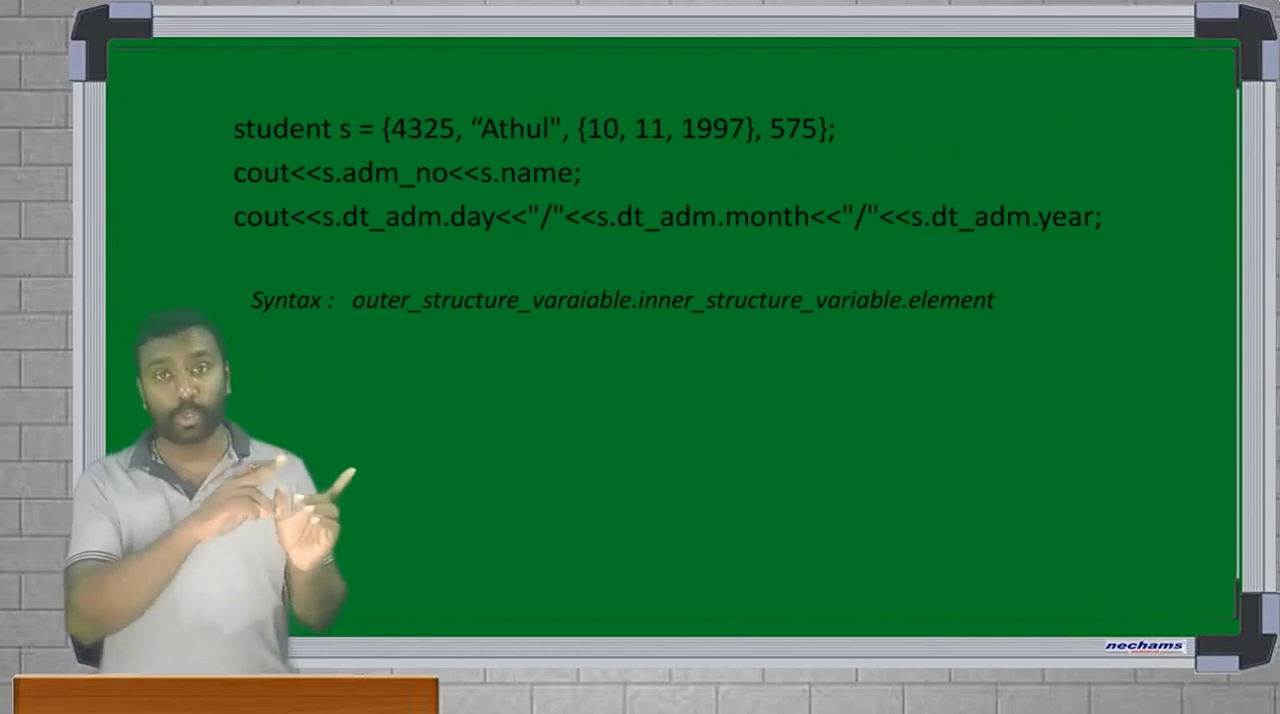 student s = {4325, “Athul", {10, 11, 1997}, 575};
cout<<s.adm_no<<s.name;
cout<<s.dt_adm.day<<"/"<<s.dt_adm.month<<"/"<<s.dt_adm.year;
Syntax : outer_structure_varaiable.inner_structure_variable.element
nechams